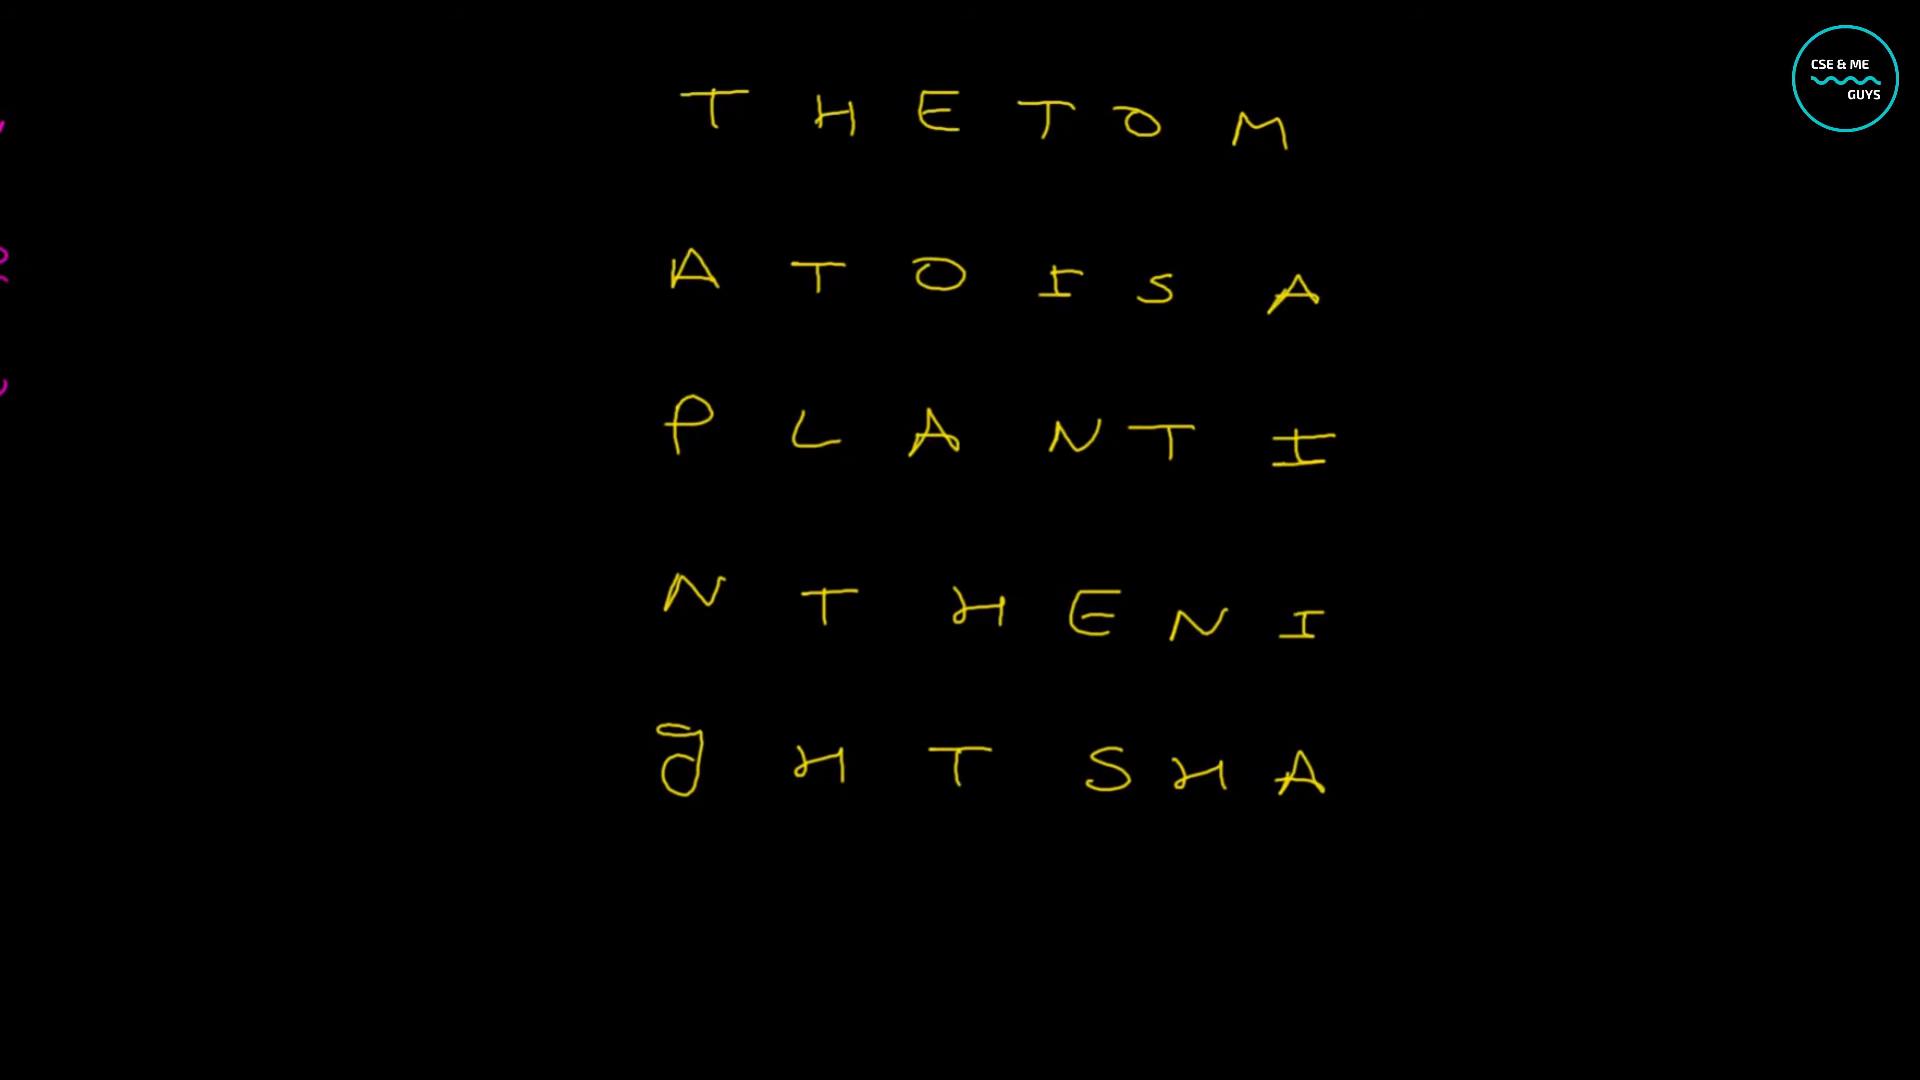 CSE & ME
GUYS
T H E T O M
A T O I S A
P L A N T I
N T H E N I
G H T S H A